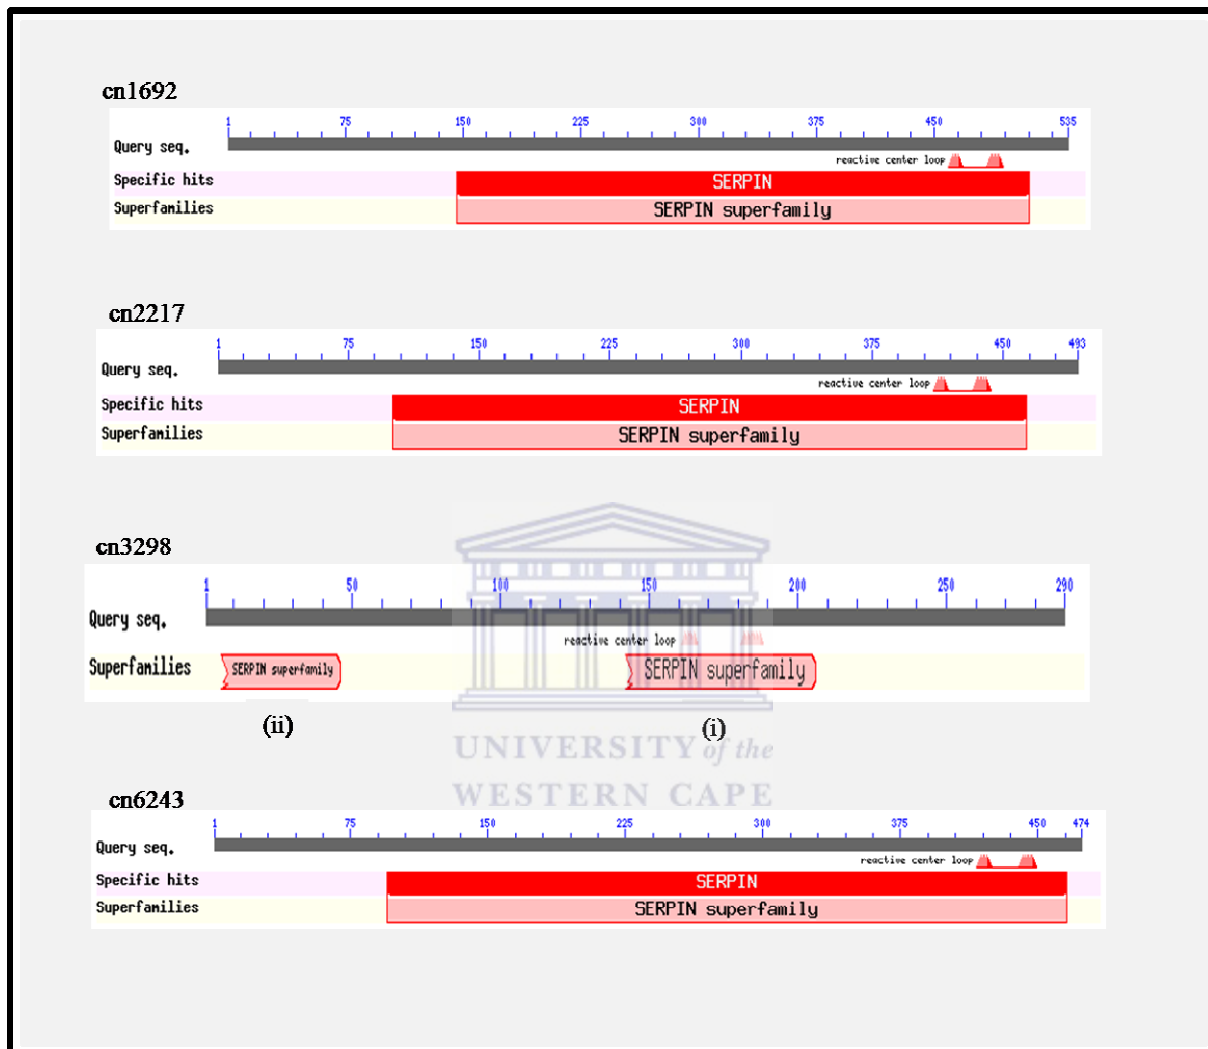 cn1692
1 75 150 225 300 375 450 535
Query seq.
reactive center loop
Specific hits SERPIN
Superfamilies SERPIN superfamily
cn2217
1 75 150 225 300 375 450 493
Query seq.
reactive center loop
Specific hits SERPIN
Superfamilies SERPIN superfamily
cn3298
1 50 100 150 200 250 290
Query seq.
reactive center loop
Superfamilies SERPIN superfamily SERPIN superfamily
(ii) (i)
UNIVERSITY of the
WESTERN CAPE
cn6243
1 75 150 225 300 375 450 474
Query seq.
reactive center loop
Specific hits SERPIN
Superfamilies SERPIN superfamily